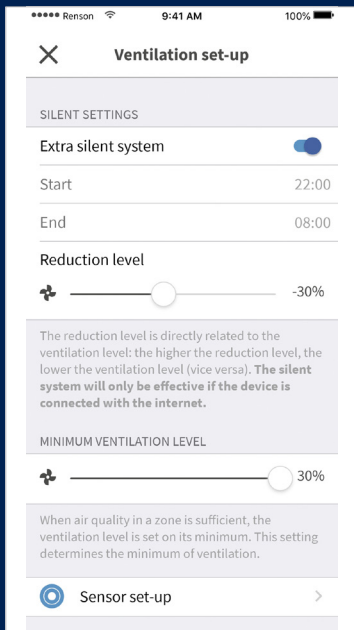 Renson 9:41 AM 100%
Ventilation set-up
SILENT SETTINGS
Extra silent system
Start 22:00
End 08:00
Reduction level
-30%
The reduction level is directly related to the
ventilation level: the higher the reduction level, the
lower the ventilation level (vice versa). The silent
system will only be effective if the device is
connected with the internet.
MINIMUM VENTILATION LEVEL
30%
When air quality in a zone is sufficient, the
ventilation level is set on its minimum. This setting
determines the minimum of ventilation.
Sensor set-up